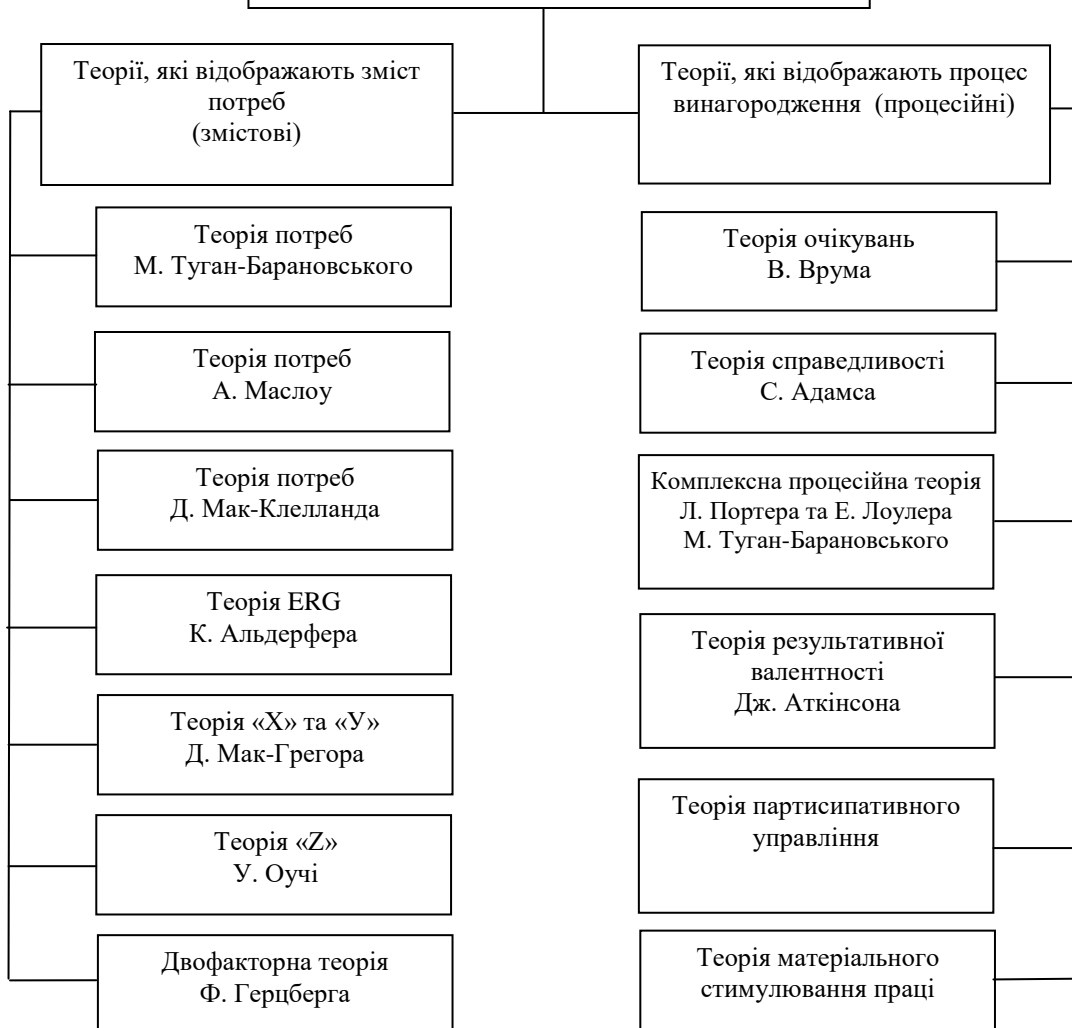 Теорії, які відображають зміст
потреб
(змістові)
Теорія потреб
М. Туган-Барановського
Теорія потреб
А. Маслоу
Теорія потреб
Д. Мак-Клелланда
Теорія ERG
К. Альдерфера
Теорія «Х» та «У»
Д. Мак-Грегора
Теорія «Z»
У. Оучі
Двофакторна теорія
Ф. Герцберга
Теорії, які відображають процес
винагородження (процесійні)
Теорія очікувань
В. Врума
Теорія справедливості
С. Адамса
Комплексна процесійна теорія
Л. Портера та Е. Лоулера
М. Туган-Барановського
Теорія результативної
валентності
Дж. Аткінсона
Теорія партисипативного
управління
Теорія матеріального
стимулювання праці